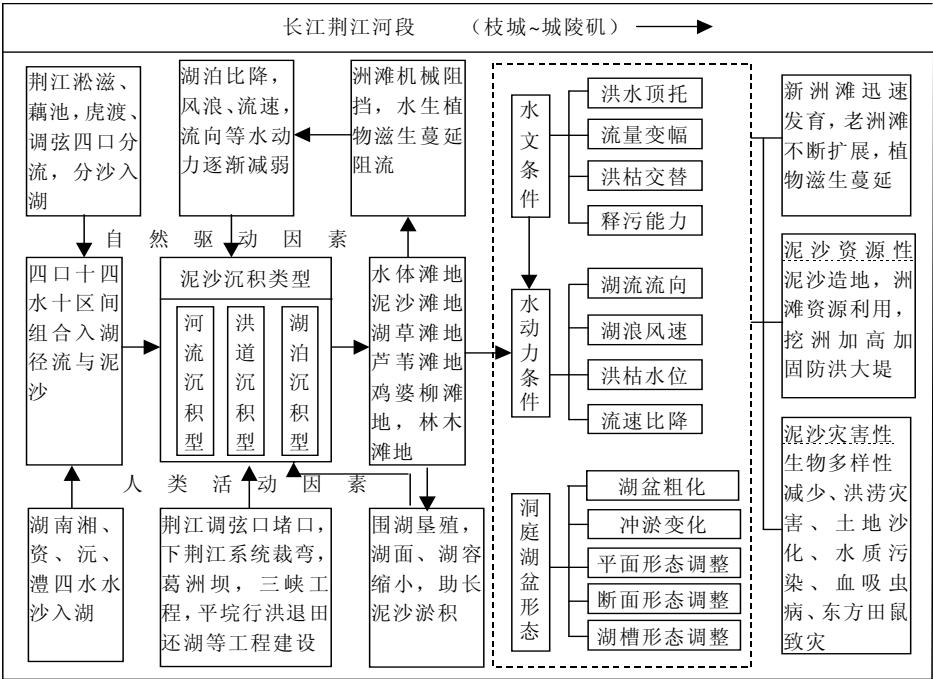 长江荆江河段 （枝城~城陵矶）
荆江淞滋、
藕池，虎渡、
调弦四口分
流，分沙入
湖
湖泊比降，
风浪、流速，
流向等水动
力逐渐减弱
洲滩机械阻
挡，水生植
物滋生蔓延
阻流
自然驱动因素
四口十四
水十区间
组合入湖
径流与泥
沙
泥沙沉积类型
河流沉积型
洪道沉积型
湖泊沉积型
水体滩地
泥沙滩地
湖草滩地
芦苇滩地
鸡婆柳滩
地，林木
滩地
人类活动因素
湖南湘、
资、沅、
澧四水水
沙入湖
荆江调弦口堵口，
下荆江系统裁弯，
葛洲坝，三峡工
程，平垸行洪退田
还湖等工程建设
围湖垦殖，
湖面、湖容
缩小，助长
泥沙淤积
水文条件
洪水顶托
流量变幅
洪枯交替
释污能力
水动力条件
湖流流向
湖浪风速
洪枯水位
流速比降
洞庭湖盆形态
湖盆粗化
冲淤变化
平面形态调整
断面形态调整
湖槽形态调整
新洲滩迅速
发育，老洲滩
不断扩展，植
物滋生蔓延
泥沙资源性
泥沙造地，洲
滩资源利用，
挖洲加高加
固防洪大堤
泥沙灾害性
生物多样性
减少、洪涝灾
害、土地沙
化、水质污
染、血吸虫
病、东方田鼠
致灾